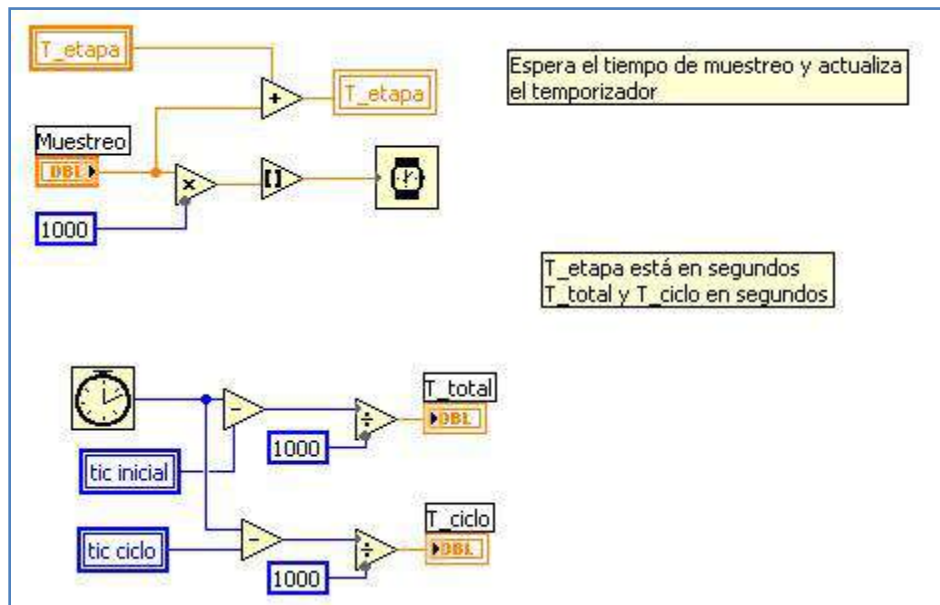 T_etapa
Espera el tiempo de muestreo y actualiza
el temporizador
+
T_etapa
Muestreo
DBL
×
[]
1000
T_etapa está en segundos
T_total y T_ciclo en segundos
T_total
-
÷
DBL
1000
tic inicial
T_ciclo
-
÷
DBL
tic ciclo
1000